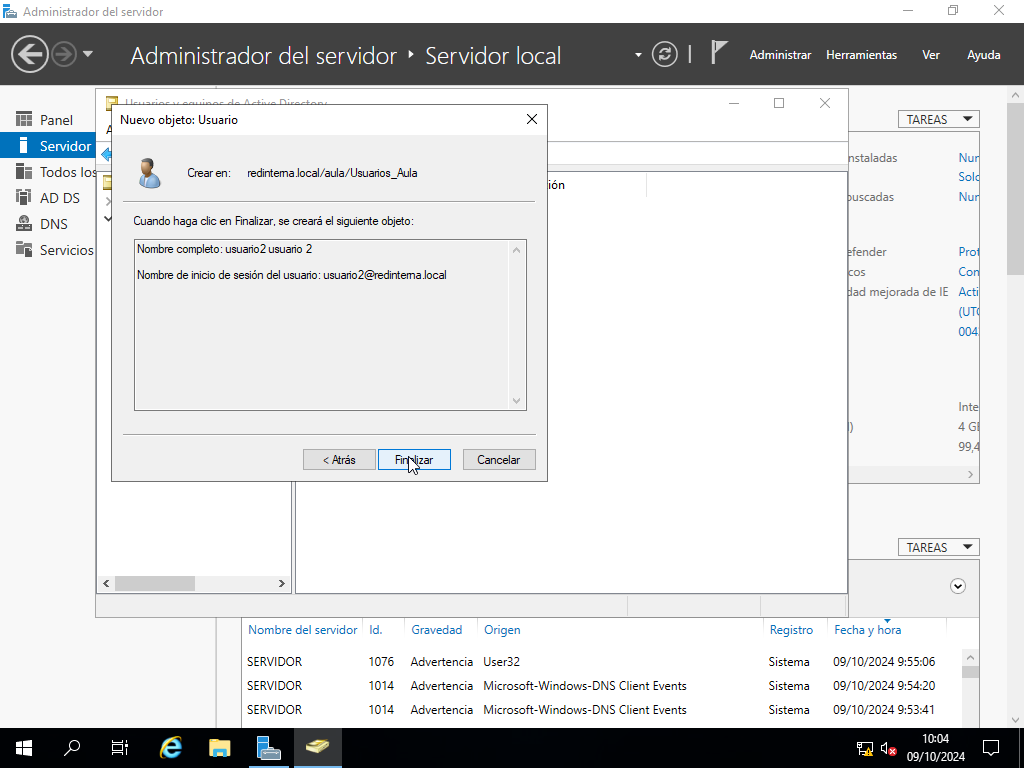 Administrador del servidor
Administrador del servidor ‣ Servidor local
Administrar Herramientas Ver Ayuda
Panel
Servidor
Todos los
AD DS
DNS
Servicios
Usuarios y equipos de Active Directory
Nuevo objeto: Usuario
Crear en: redinterna.local/aula/Usuarios_Aula
Cuando haga clic en Finalizar, se creará el siguiente objeto:
Nombre completo: usuario2 usuario 2
Nombre de inicio de sesión del usuario: usuario2@redinterna.local
< Atrás
Finalizar
Cancelar
ión
TAREAS
nstaladas
Solo
buscadas
efender
cos
dad mejorada de IE
Acti
(UTC
004
Inte
4 GB
99,4
TAREAS
Nombre del servidor Id. Gravedad Origen Registro Fecha y hora
SERVIDOR 1076 Advertencia User32 Sistema 09/10/2024 9:55:06
SERVIDOR 1014 Advertencia Microsoft-Windows-DNS Client Events Sistema 09/10/2024 9:54:20
SERVIDOR 1014 Advertencia Microsoft-Windows-DNS Client Events Sistema 09/10/2024 9:53:41
10:04
09/10/2024